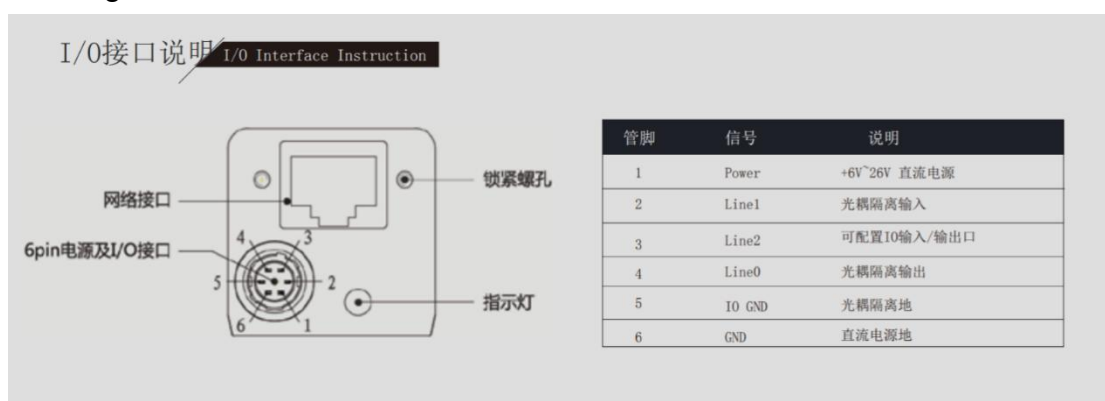 I/O接口说明
I/O Interface Instruction
网络接口
锁紧螺孔
6pin电源及I/O接口
4 3
5 2
6 1
指示灯
管脚 信号 说明
1 Power +6V~26V 直流电源
2 Line1 光耦隔离输入
3 Line2 可配置IO输入/输出口
4 Line0 光耦隔离输出
5 IO GND 光耦隔离地
6 GND 直流电源地